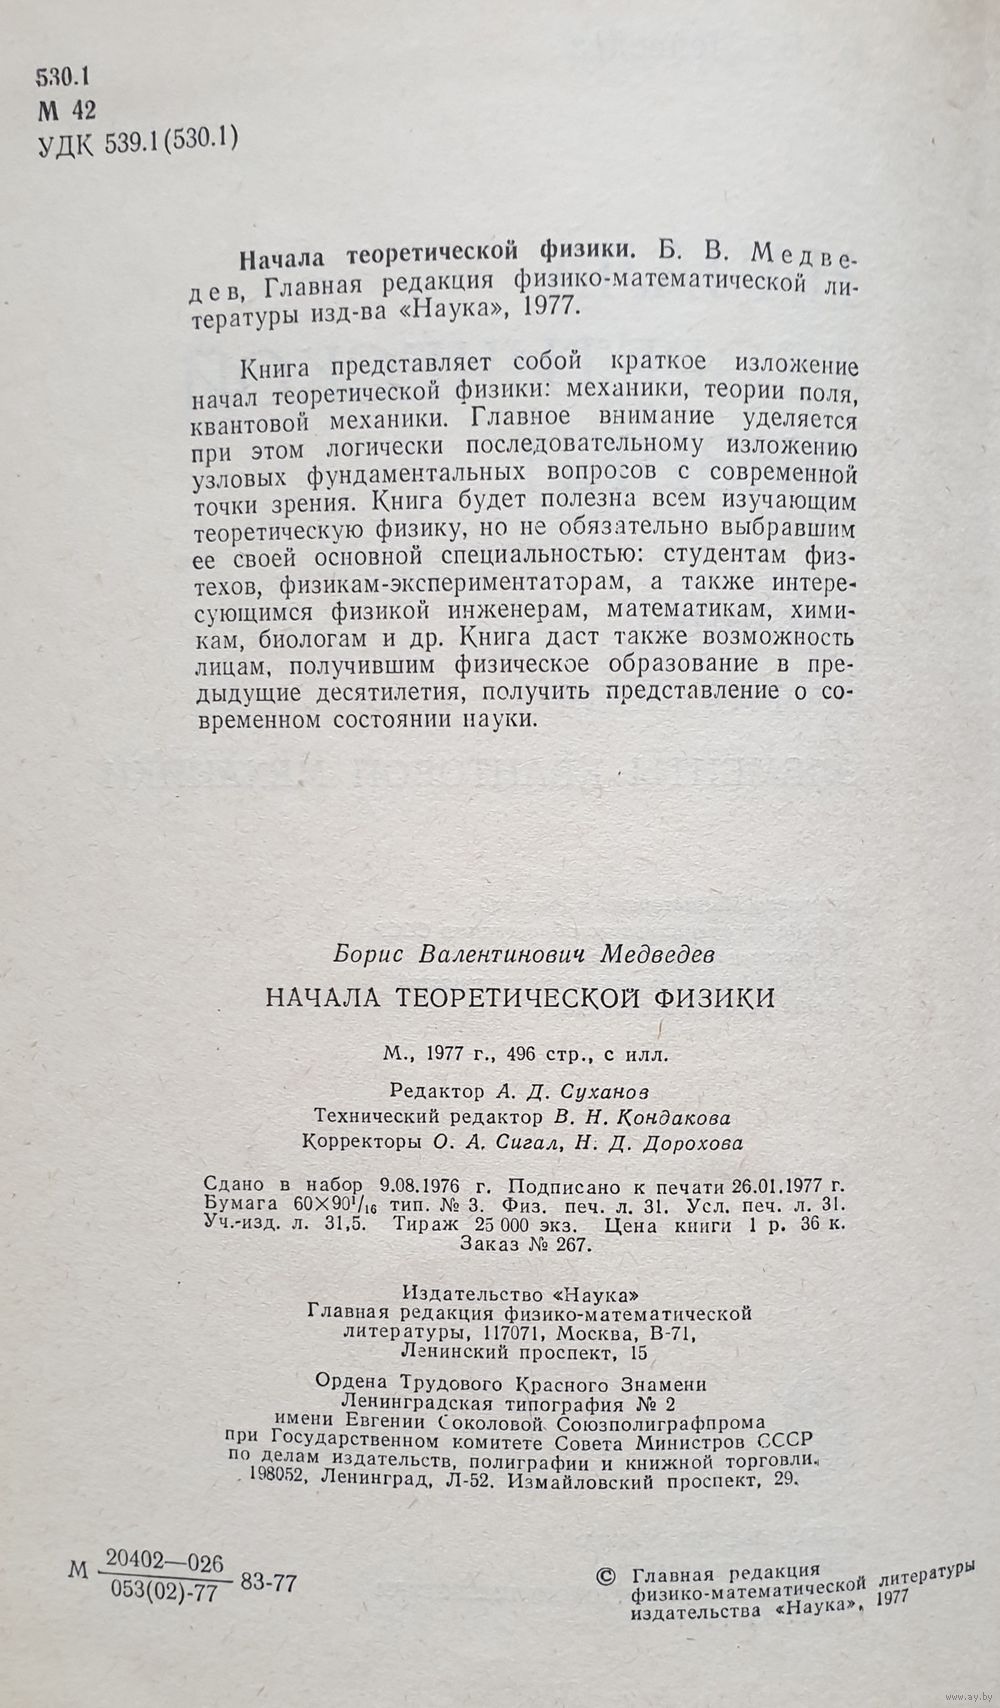 530.1
М 42
УДК 539.1(530.1)
Начала теоретической физики. Б. В. Медве-
дев, Главная редакция физико-математической ли-
тературы изд-ва «Наука», 1977.
Книга представляет собой краткое изложение
начал теоретической физики: механики, теории поля,
квантовой механики. Главное внимание уделяется
при этом логически последовательному изложению
узловых фундаментальных вопросов с современной
точки зрения. Книга будет полезна всем изучающим
теоретическую физику, но не обязательно выбравшим
ее своей основной специальностью: студентам физ-
техов, физикам-экспериментаторам, а также интере-
сующимся физикой инженерам, математикам, хими-
кам, биологам и др. Книга даст также возможность
лицам, получившим физическое образование в пре-
дыдущие десятилетия, получить представление о со-
временном состоянии науки.
Борис Валентинович Медведев
НАЧАЛА ТЕОРЕТИЧЕСКОЙ ФИЗИКИ
М., 1977 г., 496 стр., с илл.
Редактор А. Д. Суханов
Технический редактор В. Н. Кондакова
Корректоры О. А. Сигал, Н. Д. Дорохова
Сдано в набор 9.08.1976 г. Подписано к печати 26.01.1977 г.
Бумага 60×90¹/₁₆ тип. № 3. Физ. печ. л. 31. Усл. печ. л. 31.
Уч.-изд. л. 31,5. Тираж 25 000 экз. Цена книги 1 р. 36 к.
Заказ № 267.
Издательство «Наука»
Главная редакция физико-математической
литературы, 117071, Москва, В-71,
Ленинский проспект, 15
Ордена Трудового Красного Знамени
Ленинградская типография № 2
имени Евгении Соколовой Союзполиграфпрома
при Государственном комитете Совета Министров СССР
по делам издательств, полиграфии и книжной торговли.
198052, Ленинград, Л-52. Измайловский проспект, 29.
М 20402—026
053(02)-77 83-77
© Главная редакция
физико-математической литературы
издательства «Наука», 1977
www.ay.by